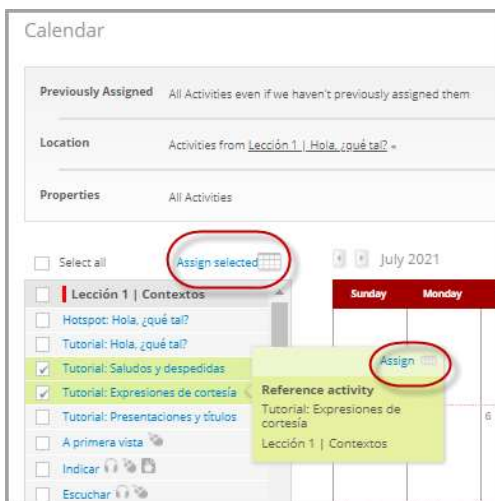 Calendar
Previously Assigned All Activities even if we haven't previously assigned them
Location Activities from Lección 1 | Hola, ¿qué tal? »
Properties All Activities
Select all Assign selected
July 2021
Lección 1 | Contextos
Sunday Monday
Hotspot: Hola, ¿qué tal?
Tutorial: Hola, ¿qué tal?
Tutorial: Saludos y despedidas
Assign
Tutorial: Expresiones de cortesía
Reference activity
Tutorial: Expresiones de
cortesía
Lección 1 | Contextos
6
Tutorial: Presentaciones y títulos
A primera vista
Indicar
Escuchar